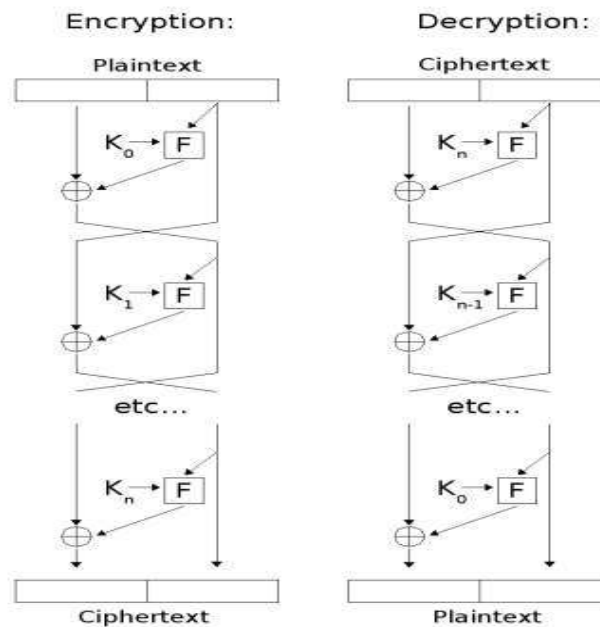 Encryption:
Plaintext
K₀
F
K₁
F
etc...
Kₙ
F
Ciphertext
Decryption:
Ciphertext
Kₙ
F
Kₙ₋₁
F
etc...
K₀
F
Plaintext